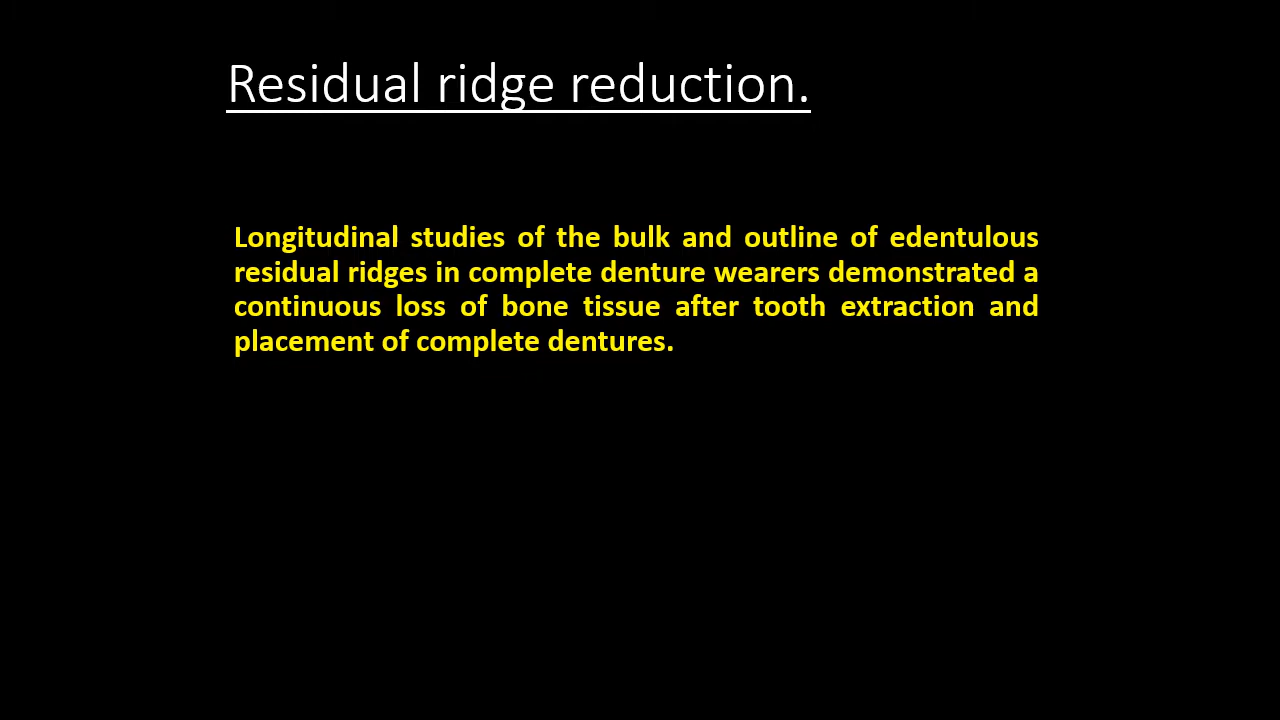 Residual ridge reduction.
Longitudinal studies of the bulk and outline of edentulous
residual ridges in complete denture wearers demonstrated a
continuous loss of bone tissue after tooth extraction and
placement of complete dentures.